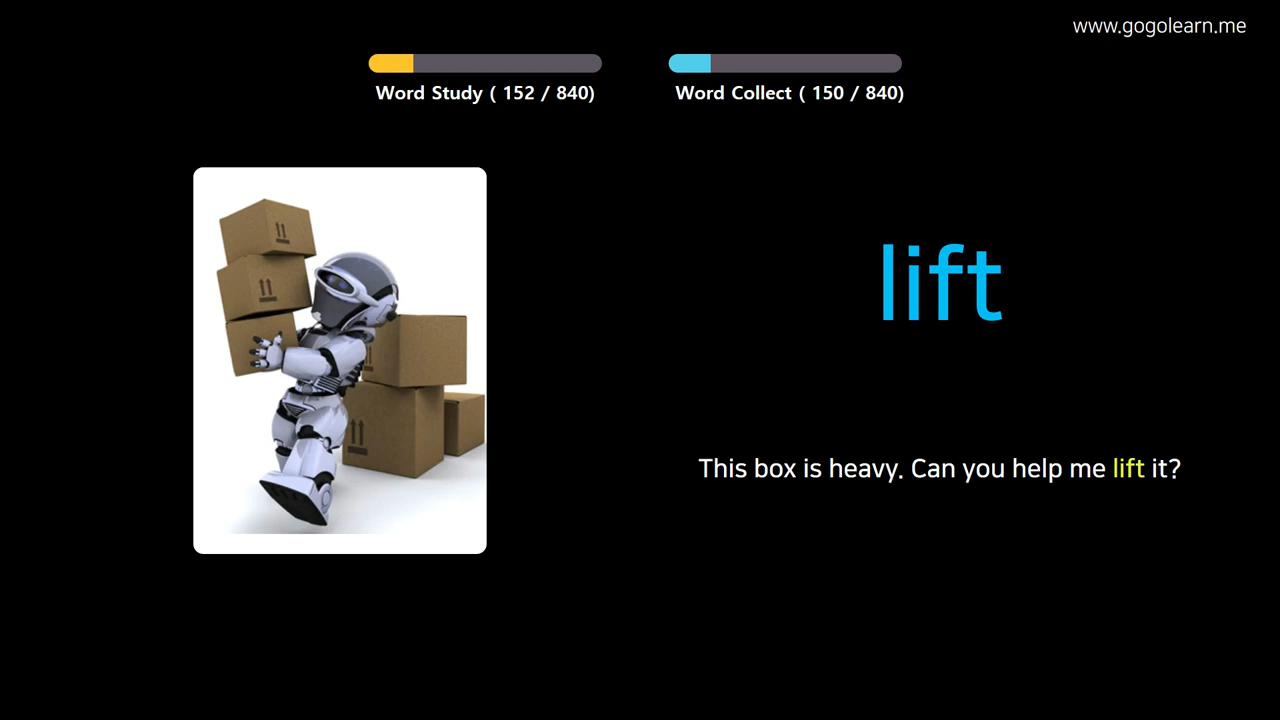 www.gogolearn.me
Word Study ( 152 / 840)
Word Collect ( 150 / 840)
lift
This box is heavy. Can you help me lift it?